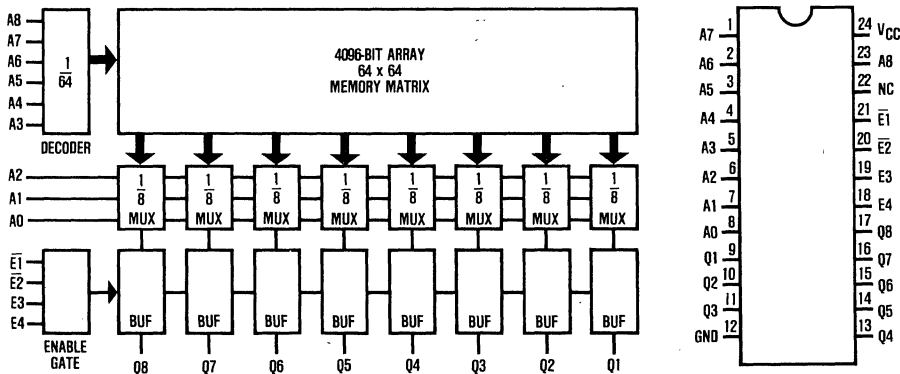 A8
A7
A6
A5
A4
A3
1
64
DECODER
4096-BIT ARRAY
64 x 64
MEMORY MATRIX
A2
A1
A0
1 1 1 1 1 1 1 1
8 8 8 8 8 8 8 8
MUX MUX MUX MUX MUX MUX MUX MUX
E1
E2
E3
E4
ENABLE
GATE
BUF BUF BUF BUF BUF BUF BUF BUF
Q8 Q7 Q6 Q5 Q4 Q3 Q2 Q1
A7 1 24 VCC
A6 2 23 A8
A5 3 22 NC
A4 4 21 E1
A3 5 20 E2
A2 6 19 E3
A1 7 18 E4
A0 8 17 Q8
Q1 9 16 Q7
Q2 10 15 Q6
Q3 11 14 Q5
GND 12 13 Q4